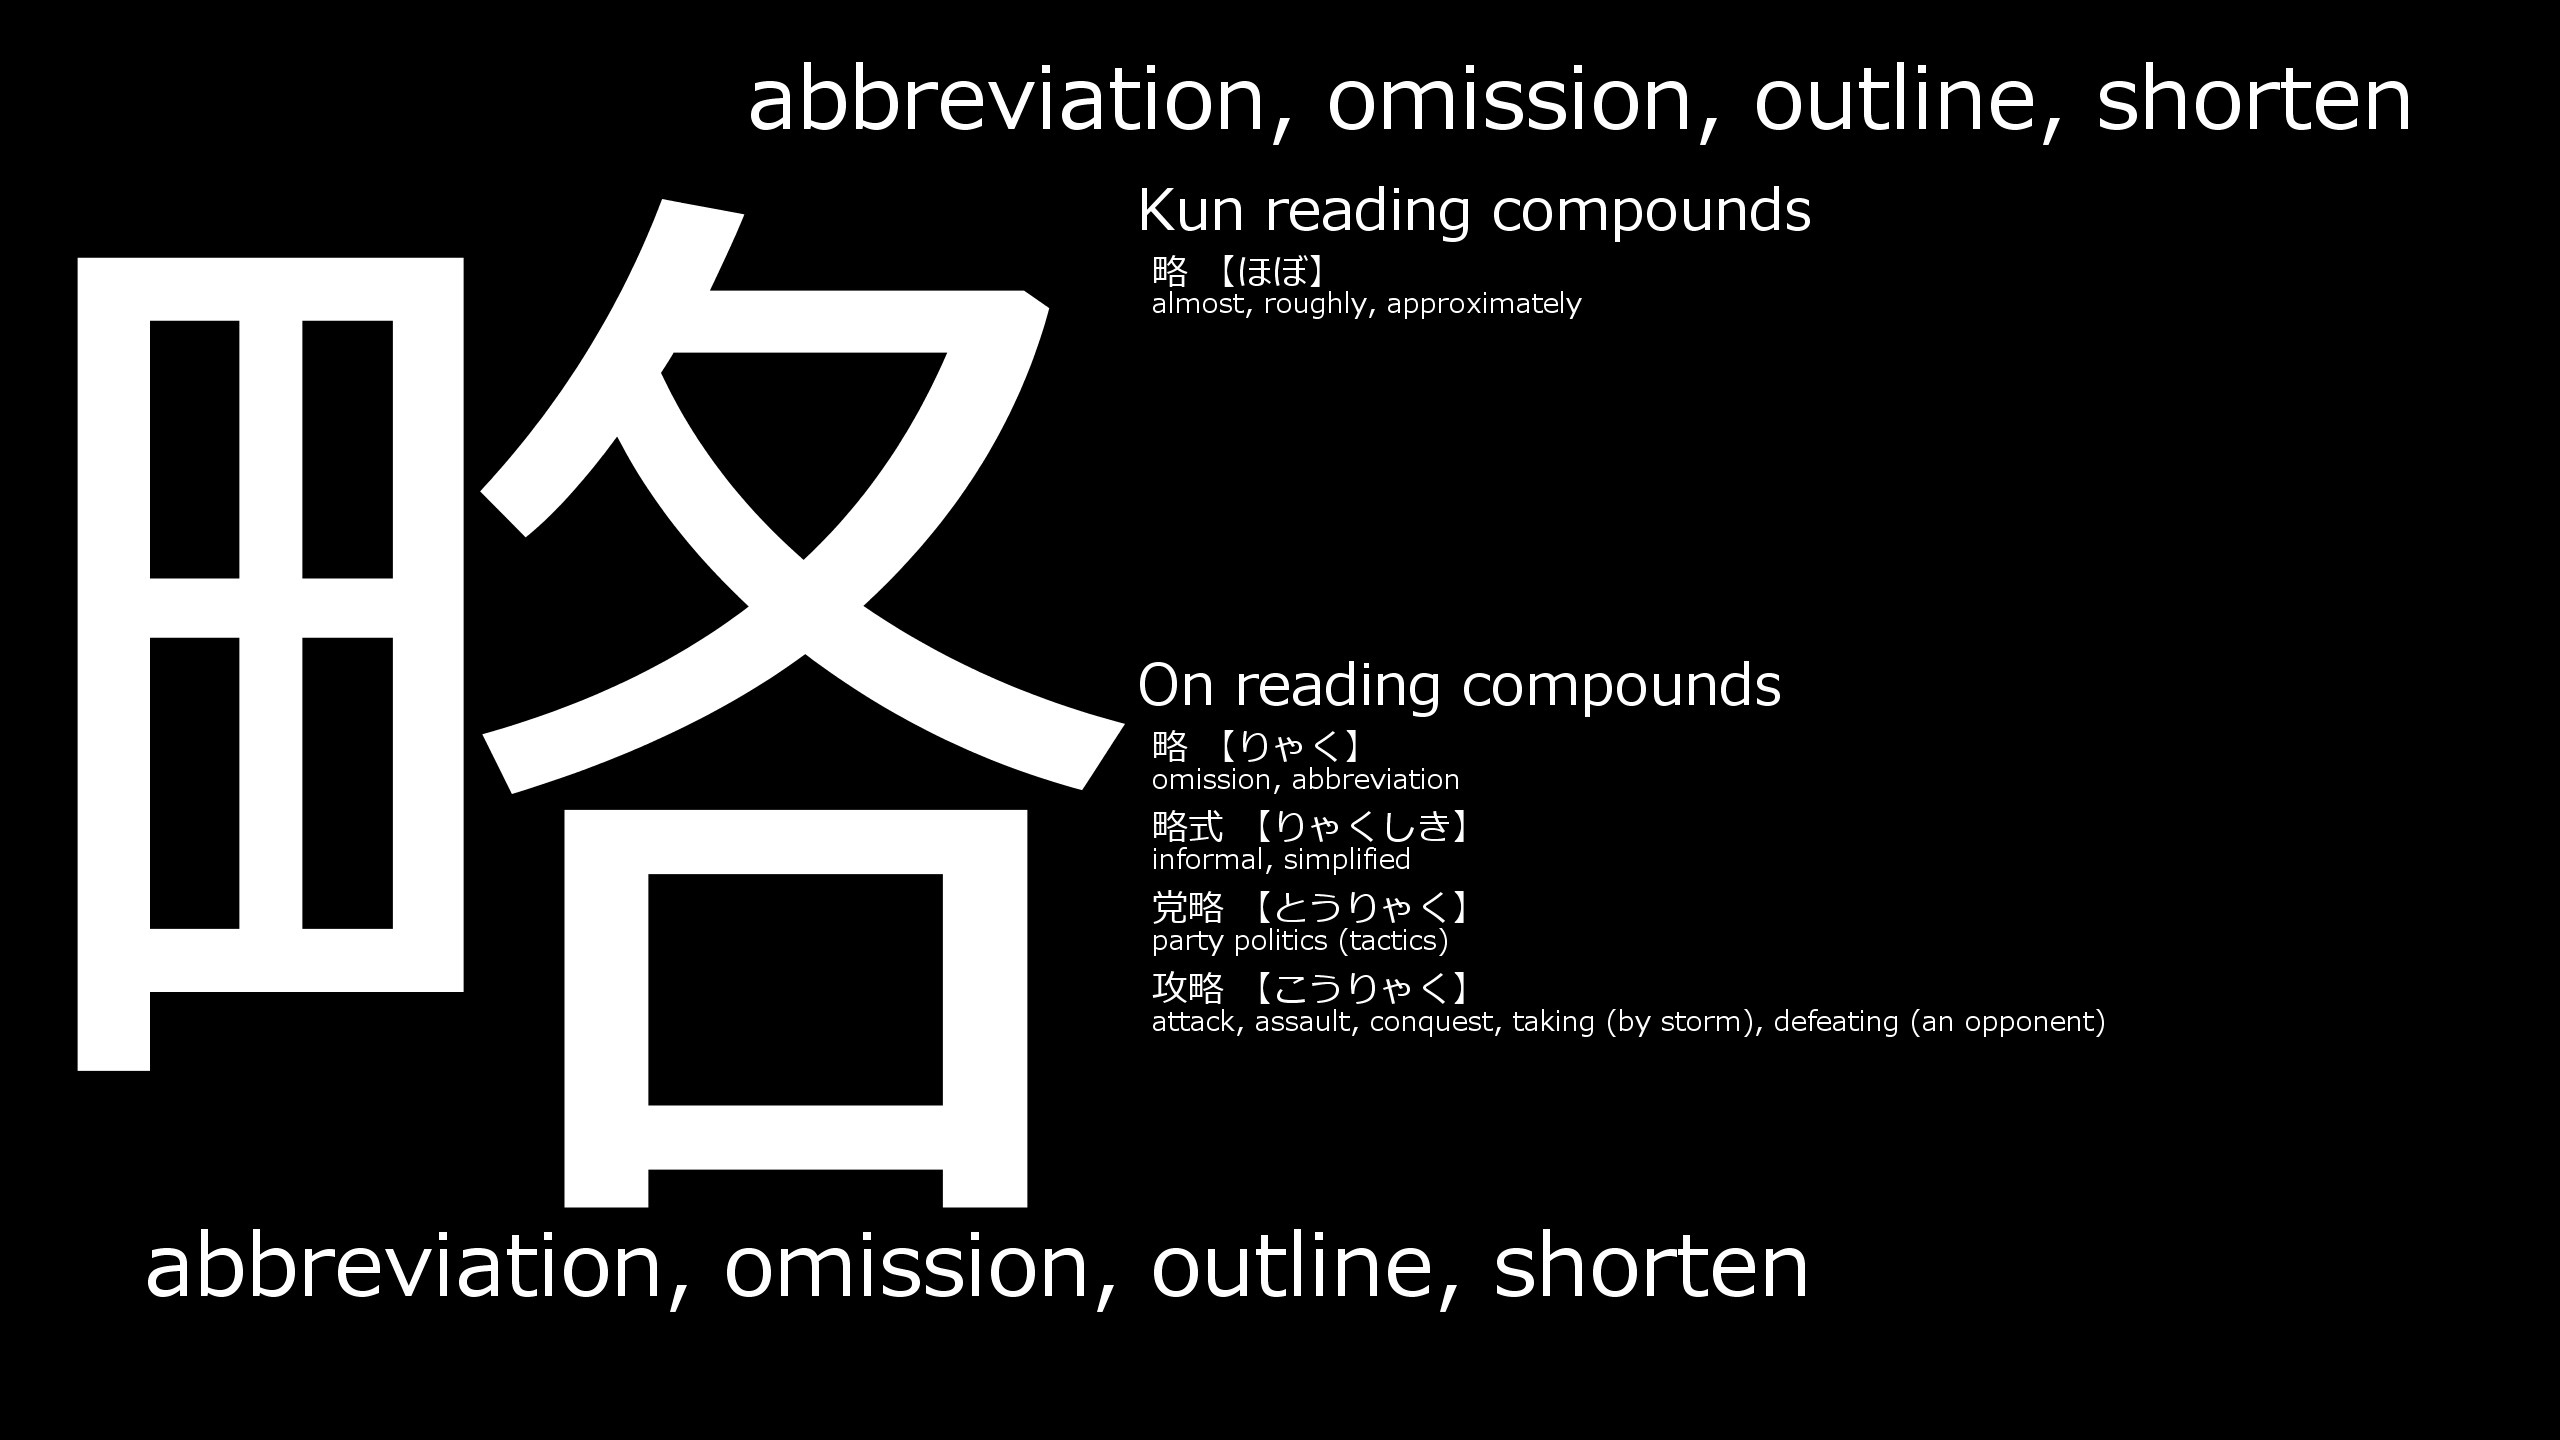 abbreviation, omission, outline, shorten
略
Kun reading compounds
略 【ほぼ】
almost, roughly, approximately
On reading compounds
略 【りゃく】
omission, abbreviation
略式 【りゃくしき】
informal, simplified
党略 【とうりゃく】
party politics (tactics)
攻略 【こうりゃく】
attack, assault, conquest, taking (by storm), defeating (an opponent)
abbreviation, omission, outline, shorten